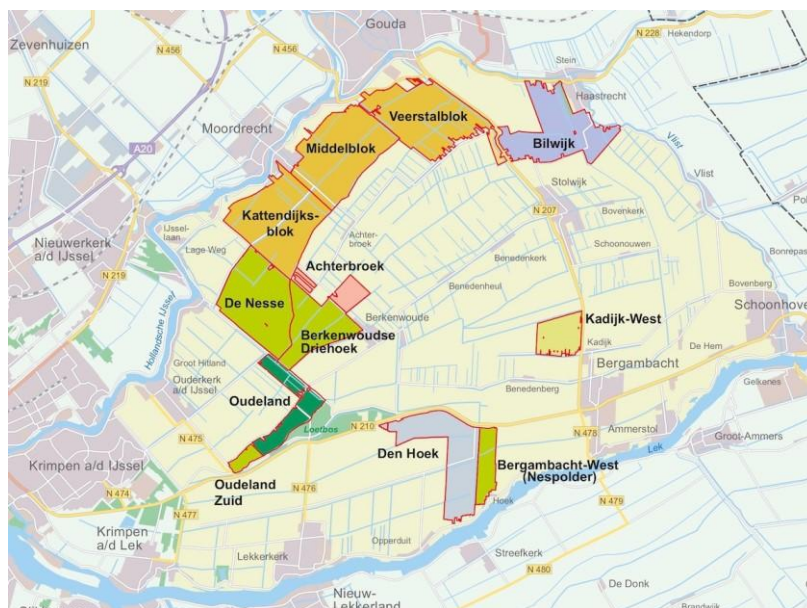 Gouda
Zevenhuizen
N 456
N 456
N 228
Hekendorp
Stein
N 219
Haastrecht
Veerstalblok
Moordrecht
A20
Middelblok
Bilwijk
Vlist
Vlist
Stolwijk
Kattendijks-
blok
IJssel-
laan
Lage-Weg
Achter-
broek
N 207
Bovenkerk
Schoonouwen
Nieuwerkerk
a/d IJssel
Bonrepas
N 219
Achterbroek
Benedenkerk
Benedenheul
Bovenberg
De Nesse
Schoonhove
Berkenwoude
Kadijk-West
Hollandsche IJssel
Berkenwoudse
Driehoek
Kadijk
De Hem
Groot Hitland
Bergambacht
Ouderkerk
a/d IJssel
Benedenberg
Gelkenes
Oudeland
Loetbos
N 210
Ammerstol
N 475
Den Hoek
N 478
Lek
Groot-Ammers
Krimpen a/d IJssel
Bergambacht-West
(Nespolder)
Oudeland
Zuid
N 476
N 474
Hoek
N 479
N 477
Krimpen
a/d Lek
Opperduit
Lekkerkerk
Streefkerk
N 480
De Donk
Nieuw-
Lekkerland